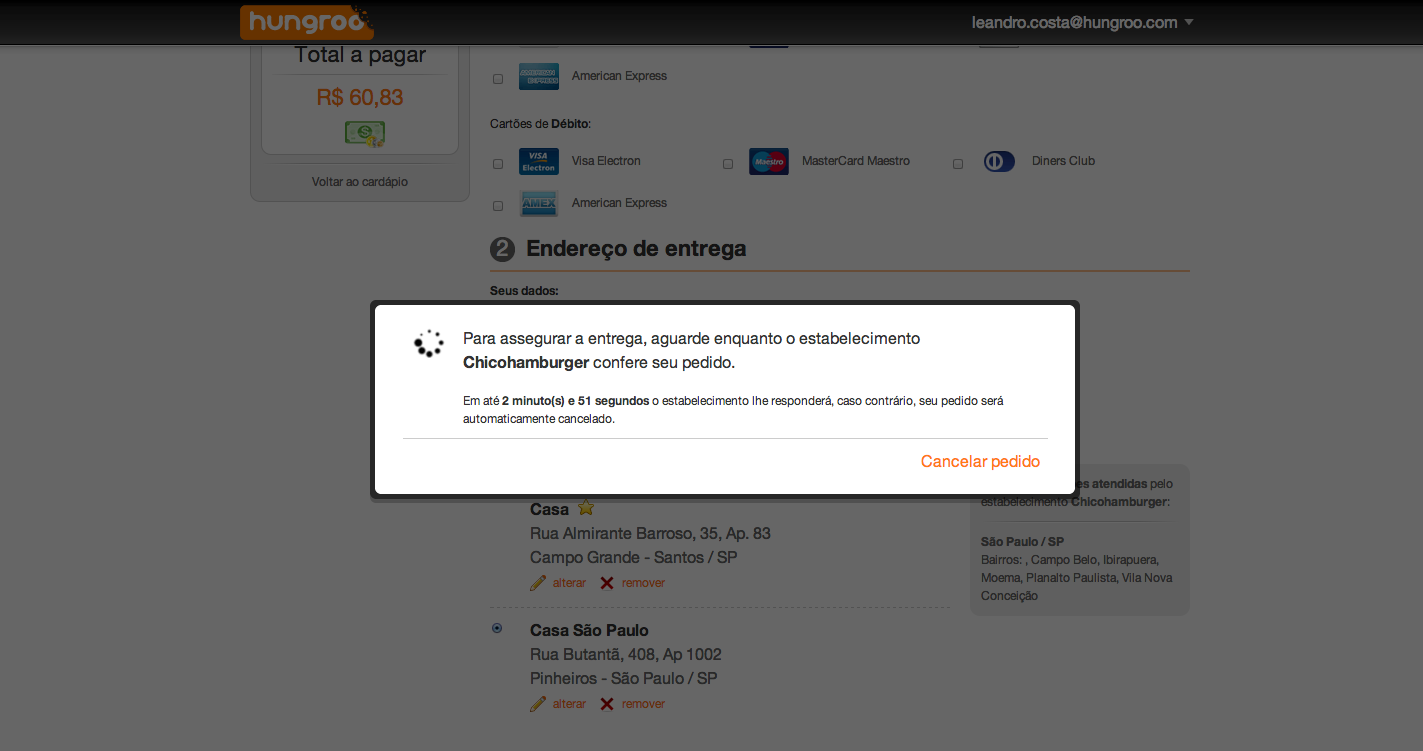 hungroo
leandro.costa@hungroo.com
Total a pagar
R$ 60,83
Voltar ao cardápio
AMERICAN EXPRESS American Express
Cartões de Débito:
VISA Electron Visa Electron
Maestro MasterCard Maestro
Diners Club
AMEX American Express
2 Endereço de entrega
Seus dados:
Para assegurar a entrega, aguarde enquanto o estabelecimento
Chicohamburger confere seu pedido.
Em até 2 minuto(s) e 51 segundos o estabelecimento lhe responderá, caso contrário, seu pedido será
automaticamente cancelado.
Cancelar pedido
Casa
Rua Almirante Barroso, 35, Ap. 83
Campo Grande - Santos / SP
alterar remover
Casa São Paulo
Rua Butantã, 408, Ap 1002
Pinheiros - São Paulo / SP
alterar remover
atendidas pelo
estabelecimento Chicohamburger:
São Paulo / SP
Bairros: , Campo Belo, Ibirapuera,
Moema, Planalto Paulista, Vila Nova
Conceição